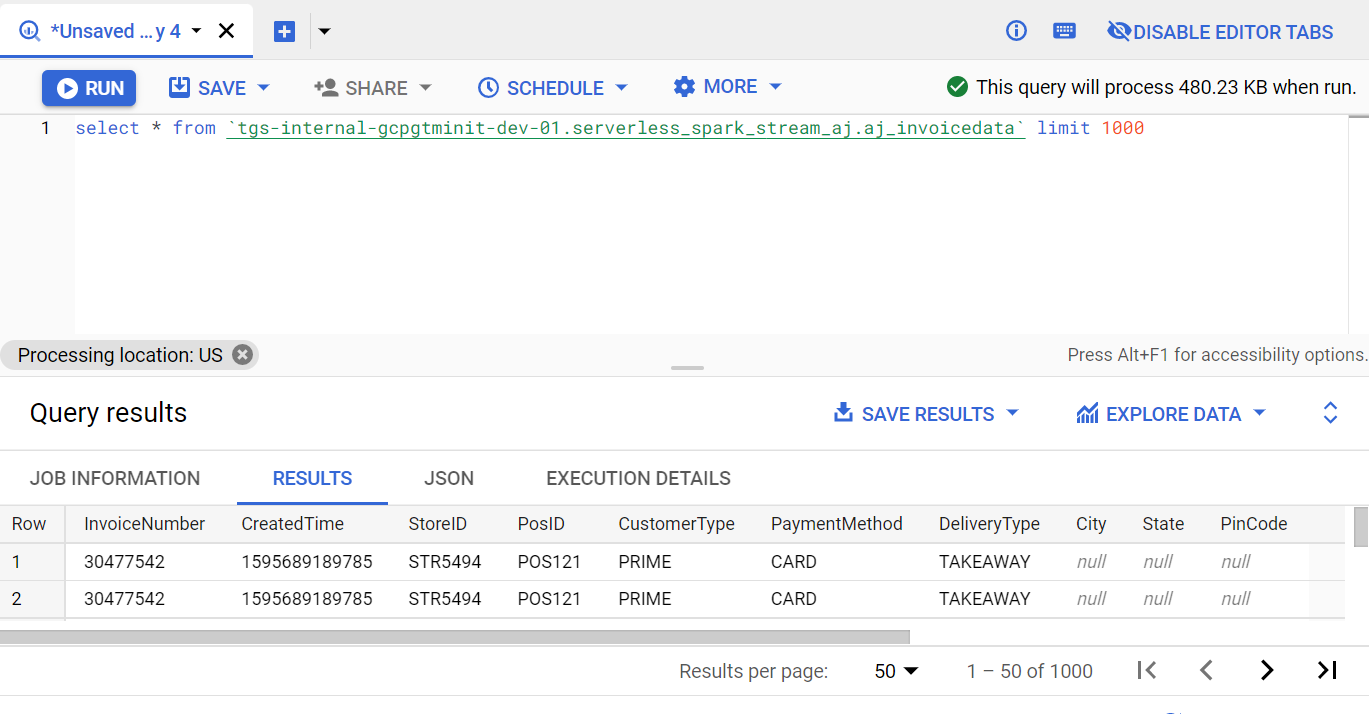 *Unsaved ...y 4
DISABLE EDITOR TABS
RUN SAVE SHARE SCHEDULE MORE This query will process 480.23 KB when run.
1 select * from `tgs-internal-gcpgtminit-dev-01.serverless_spark_stream_aj.aj_invoicedata` limit 1000
Processing location: US
Press Alt+F1 for accessibility options.
Query results SAVE RESULTS EXPLORE DATA
JOB INFORMATION RESULTS JSON EXECUTION DETAILS
Row InvoiceNumber CreatedTime StoreID PosID CustomerType PaymentMethod DeliveryType City State PinCode
1 30477542 1595689189785 STR5494 POS121 PRIME CARD TAKEAWAY null null null
2 30477542 1595689189785 STR5494 POS121 PRIME CARD TAKEAWAY null null null
Results per page: 50 1 – 50 of 1000